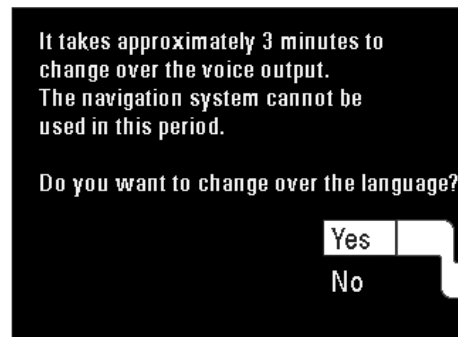 It takes approximately 3 minutes to
change over the voice output.
The navigation system cannot be
used in this period.
Do you want to change over the language?
Yes
No